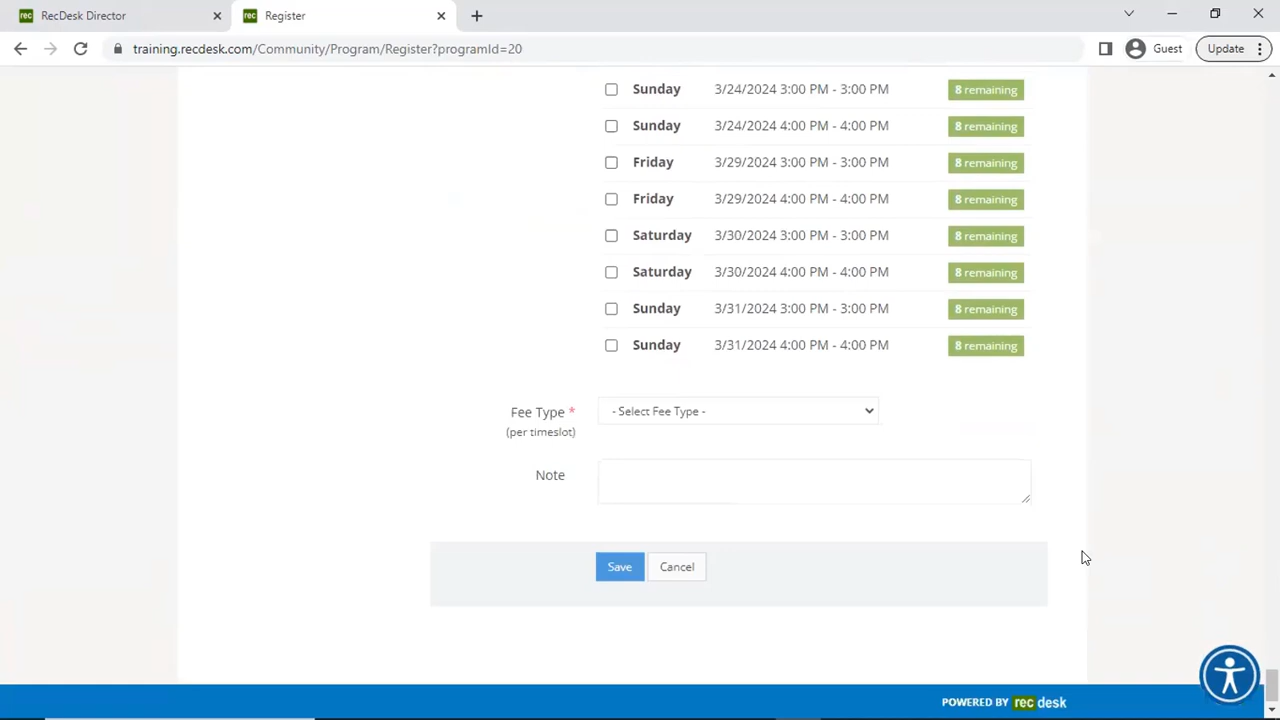 rec RecDesk Director
rec Register
training.recdesk.com/Community/Program/Register?programId=20
Guest
Update
Sunday 3/24/2024 3:00 PM - 3:00 PM 8 remaining
Sunday 3/24/2024 4:00 PM - 4:00 PM 8 remaining
Friday 3/29/2024 3:00 PM - 3:00 PM 8 remaining
Friday 3/29/2024 4:00 PM - 4:00 PM 8 remaining
Saturday 3/30/2024 3:00 PM - 3:00 PM 8 remaining
Saturday 3/30/2024 4:00 PM - 4:00 PM 8 remaining
Sunday 3/31/2024 3:00 PM - 3:00 PM 8 remaining
Sunday 3/31/2024 4:00 PM - 4:00 PM 8 remaining
Fee Type * - Select Fee Type -
(per timeslot)
Note
Save Cancel
POWERED BY rec desk